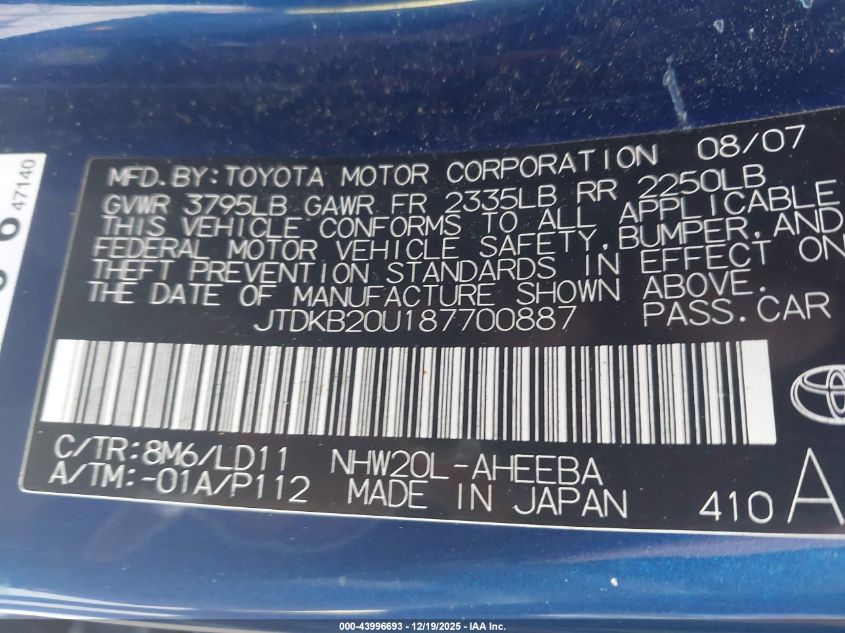 47140
MFD.BY:TOYOTA MOTOR CORPORATION 08/07
GVWR 3795LB GAWR FR 2335LB RR 2250LB
THIS VEHICLE CONFORMS TO ALL APPLICABLE
FEDERAL MOTOR VEHICLE SAFETY,BUMPER,AND
THEFT PREVENTION STANDARDS IN EFFECT ON
THE DATE OF MANUFACTURE SHOWN ABOVE.
JTDKB20U187700887 PASS.CAR
C/TR:8M6/LD11 NHW20L-AHEEBA
A/TM:-01A/P112 MADE IN JAPAN 410 A
000-43996693 - 12/19/2025 - IAA Inc.